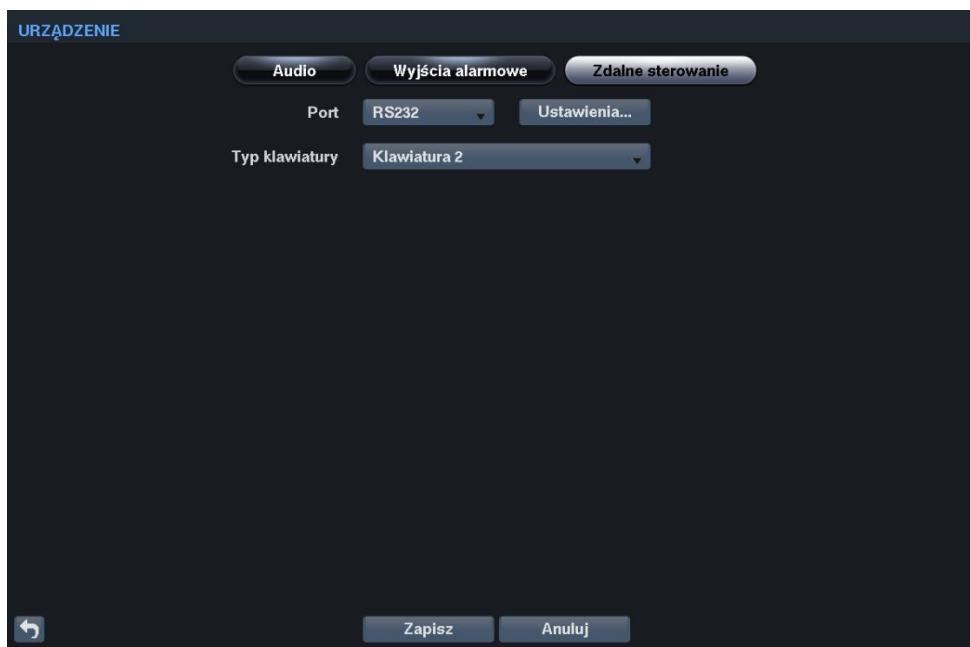 URZĄDZENIE
Audio Wyjścia alarmowe Zdalne sterowanie
Port RS232 Ustawienia...
Typ klawiatury Klawiatura 2
Zapisz Anuluj